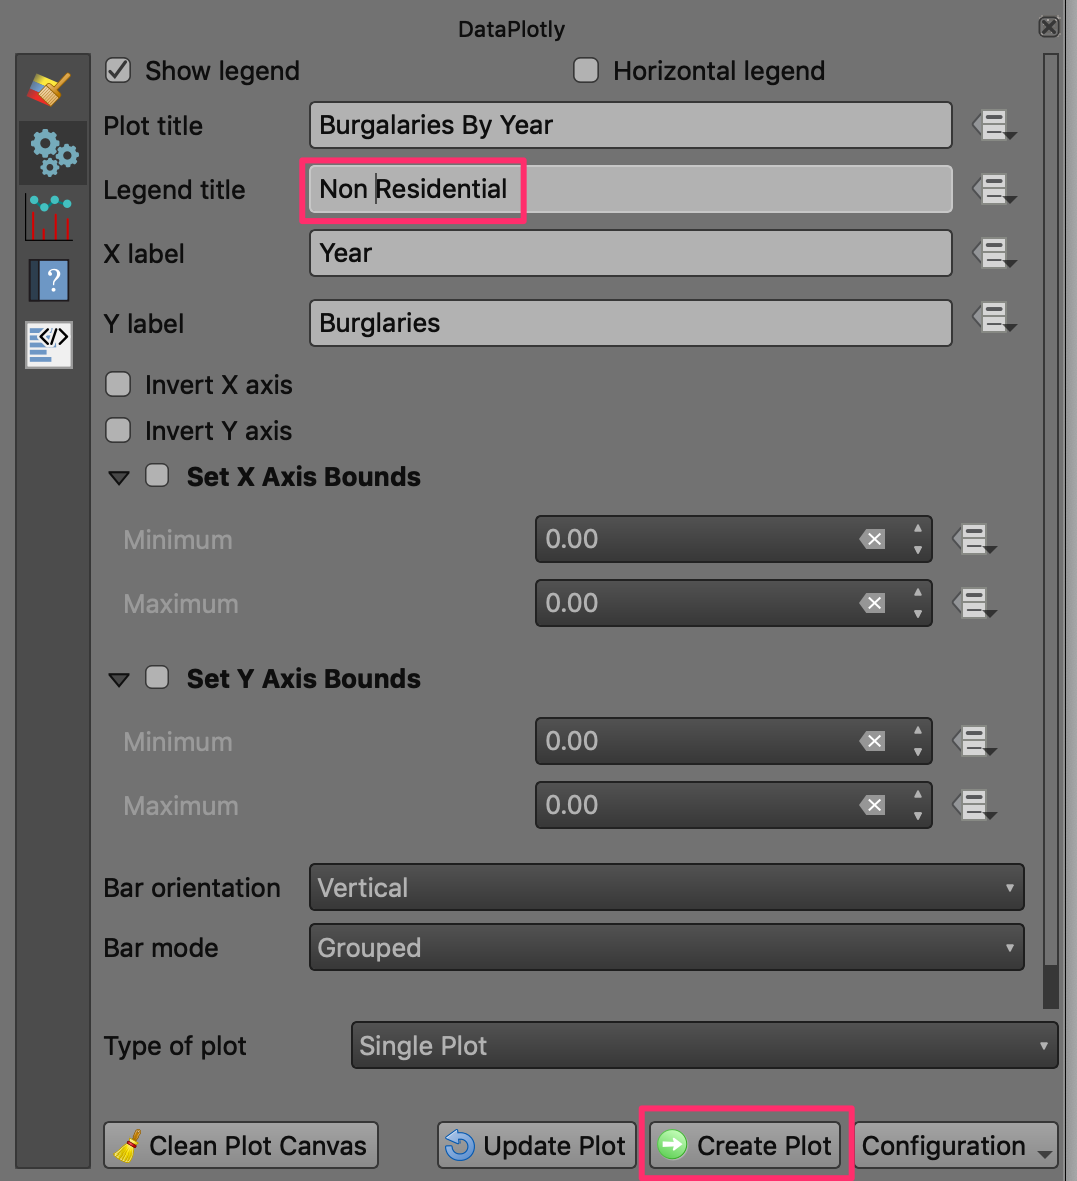 DataPlotly
Show legend Horizontal legend
Plot title Burgalaries By Year
Legend title Non Residential
X label Year
Y label Burglaries
Invert X axis
Invert Y axis
Set X Axis Bounds
Minimum 0.00
Maximum 0.00
Set Y Axis Bounds
Minimum 0.00
Maximum 0.00
Bar orientation Vertical
Bar mode Grouped
Type of plot Single Plot
Clean Plot Canvas Update Plot Create Plot Configuration